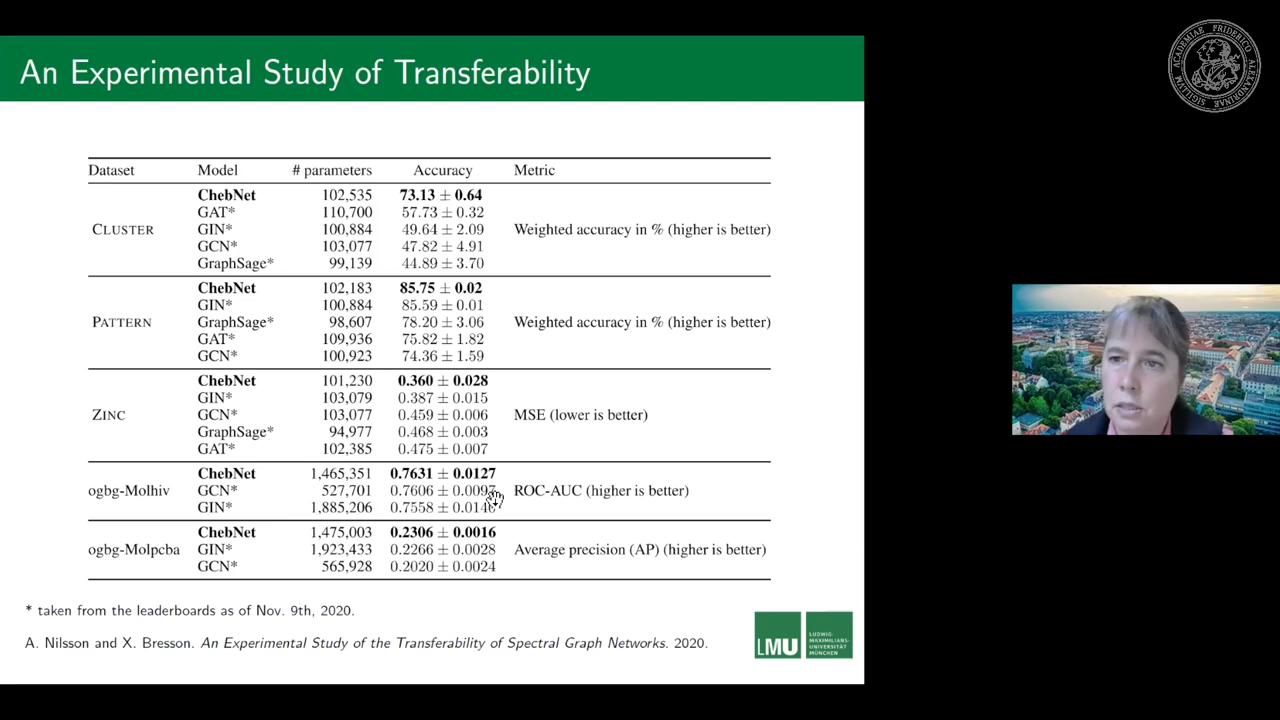 An Experimental Study of Transferability
Dataset Model # parameters Accuracy Metric
CLUSTER
ChebNet 102,535 73.13 ± 0.64
GAT* 110,700 57.73 ± 0.32
GIN* 100,884 49.64 ± 2.09
GCN* 103,077 47.82 ± 4.91
GraphSage* 99,139 44.89 ± 3.70
Weighted accuracy in % (higher is better)
PATTERN
ChebNet 102,183 85.75 ± 0.02
GIN* 100,884 85.59 ± 0.01
GraphSage* 98,607 78.20 ± 3.06
GAT* 109,936 75.82 ± 1.82
GCN* 100,923 74.36 ± 1.59
Weighted accuracy in % (higher is better)
ZINC
ChebNet 101,230 0.360 ± 0.028
GIN* 103,079 0.387 ± 0.015
GCN* 103,077 0.459 ± 0.006
GraphSage* 94,977 0.468 ± 0.003
GAT* 102,385 0.475 ± 0.007
MSE (lower is better)
ogbg-Molhiv
ChebNet 1,465,351 0.7631 ± 0.0127
GCN* 527,701 0.7606 ± 0.0097
GIN* 1,885,206 0.7558 ±
ROC-AUC (higher is better)
ogbg-Molpcba
ChebNet 1,475,003 0.2306 ± 0.0016
GIN* 1,923,433 0.2266 ± 0.0028
GCN* 565,928 0.2020 ± 0.0024
Average precision (AP) (higher is better)
* taken from the leaderboards as of Nov. 9th, 2020.
A. Nilsson and X. Bresson. An Experimental Study of the Transferability of Spectral Graph Networks. 2020.
LMU
LUDWIG-
MAXIMILIANS-
UNIVERSITÄT
MÜNCHEN
ACADEMIAE FRIDERICO ALEXANDRINAE SIGILLVM